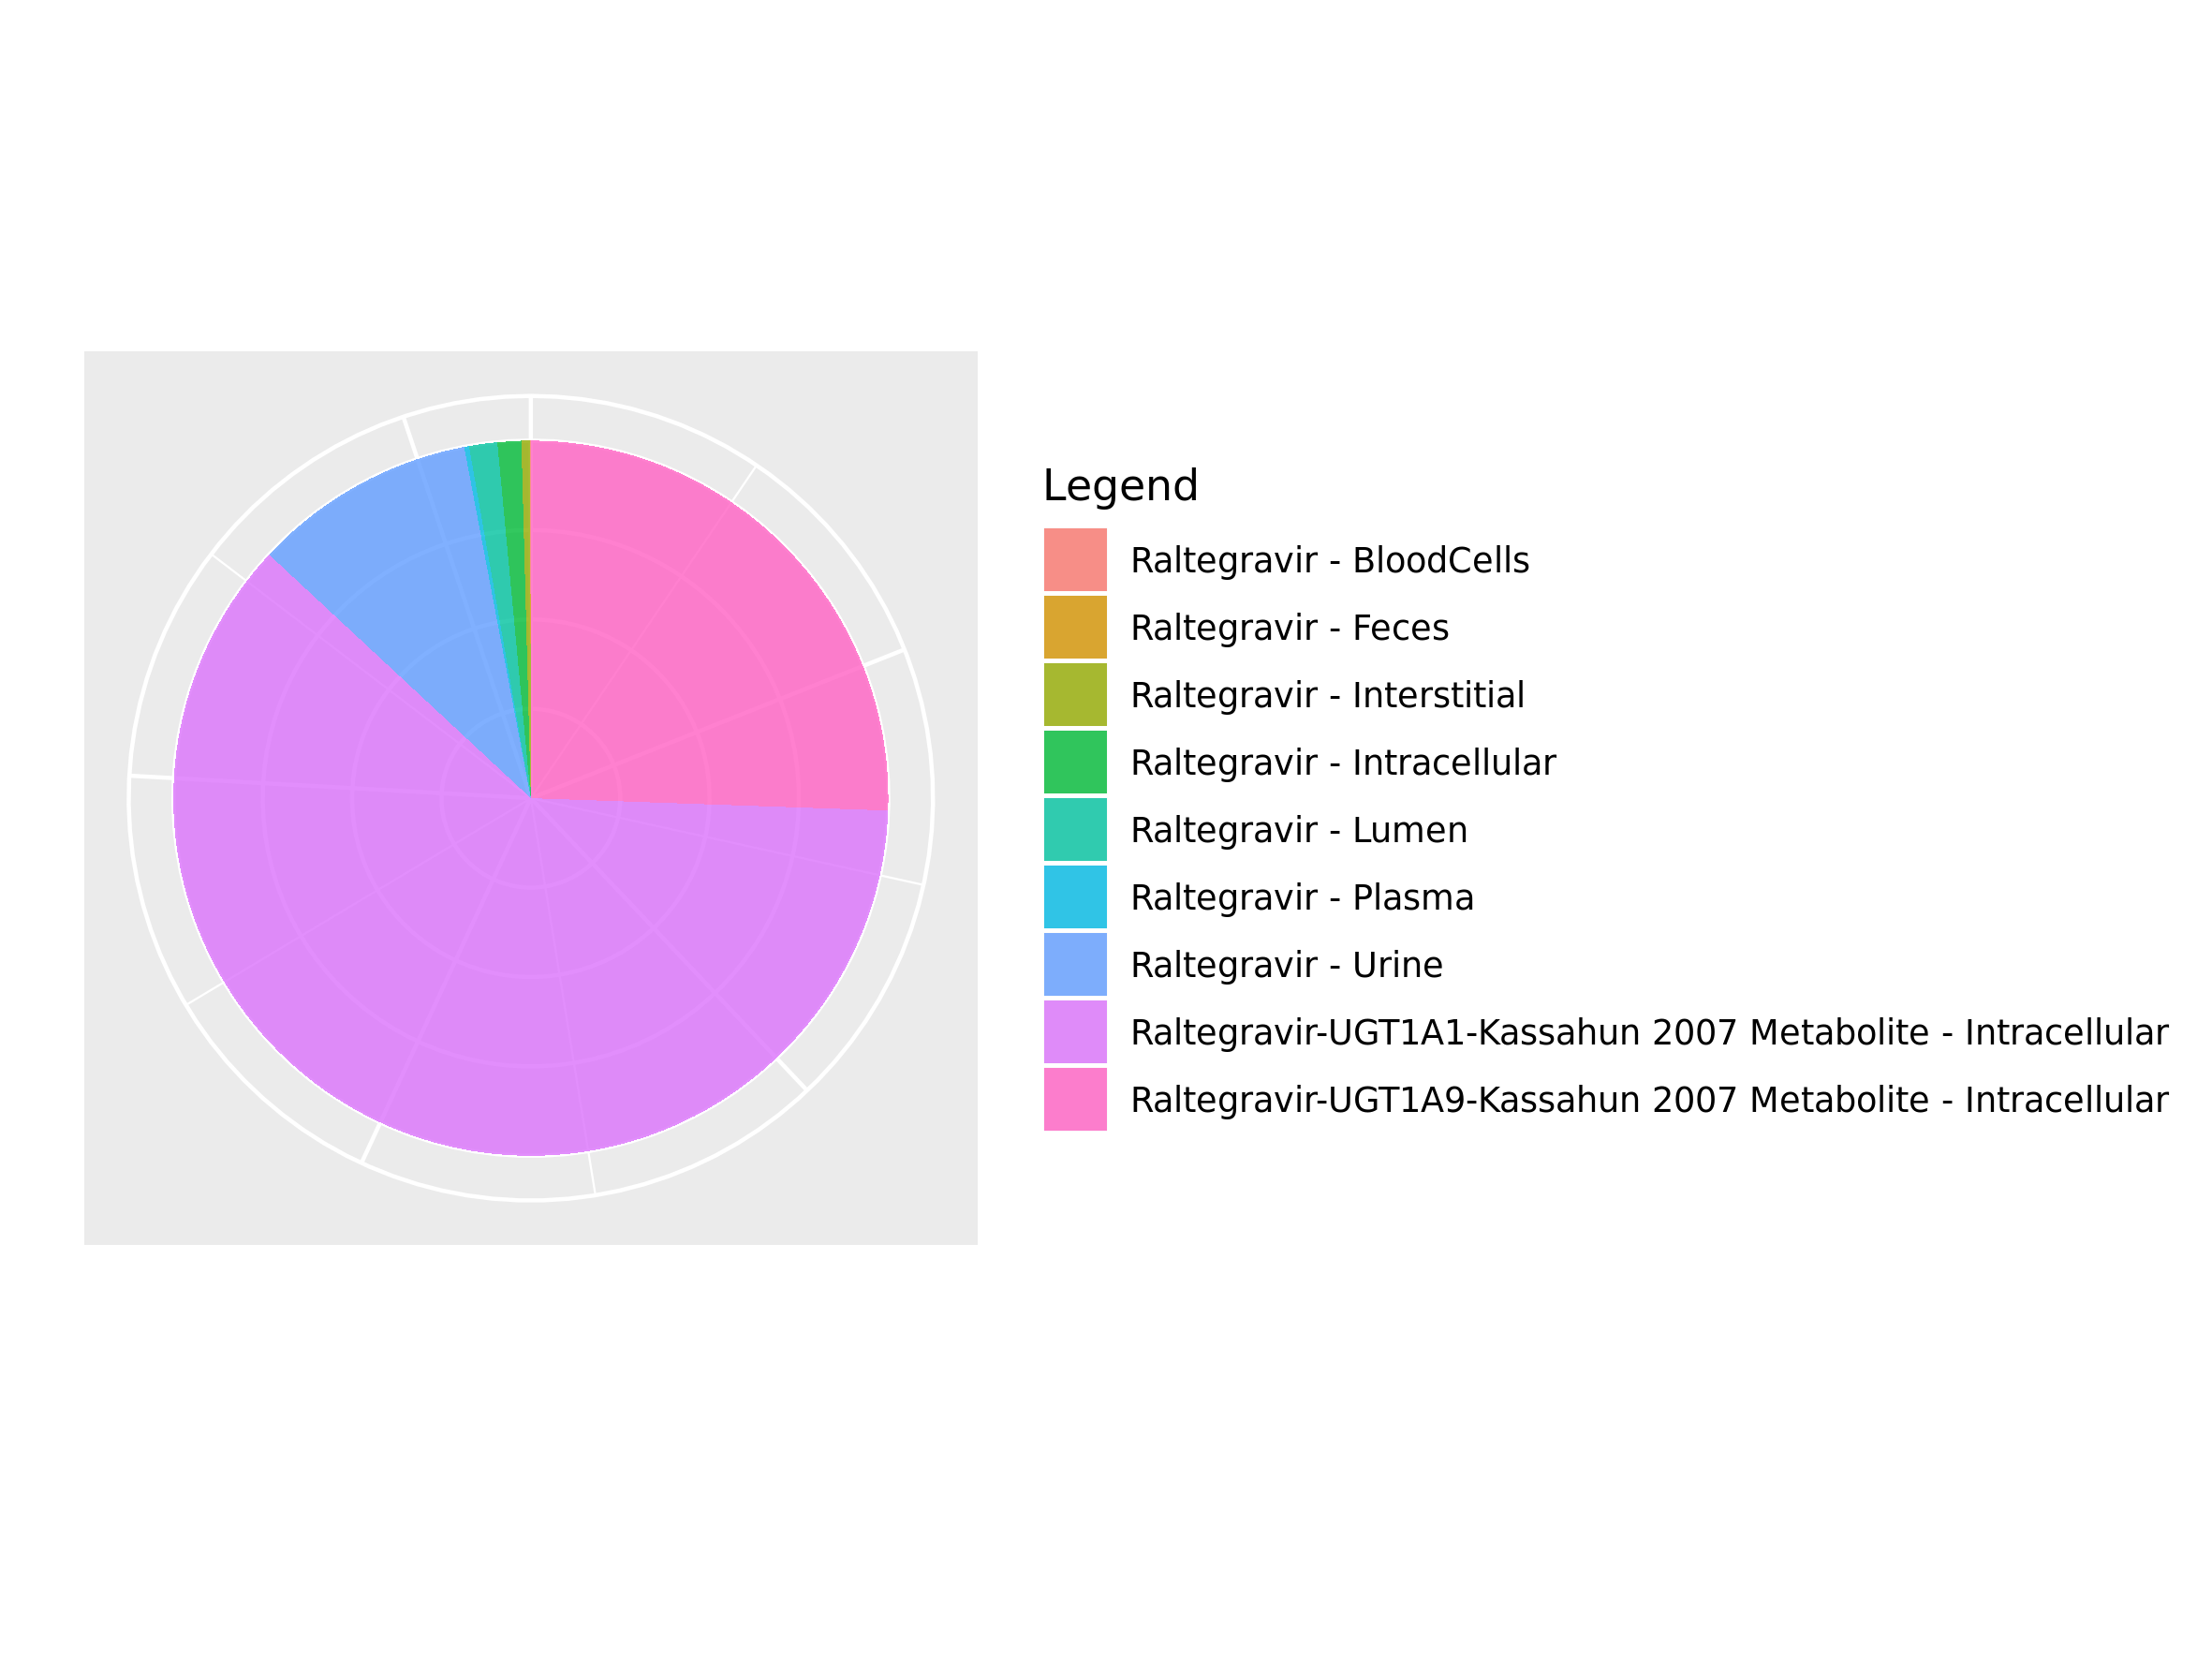 Legend
Raltegravir - BloodCells
Raltegravir - Feces
Raltegravir - Interstitial
Raltegravir - Intracellular
Raltegravir - Lumen
Raltegravir - Plasma
Raltegravir - Urine
Raltegravir-UGT1A1-Kassahun 2007 Metabolite - Intracellular
Raltegravir-UGT1A9-Kassahun 2007 Metabolite - Intracellular